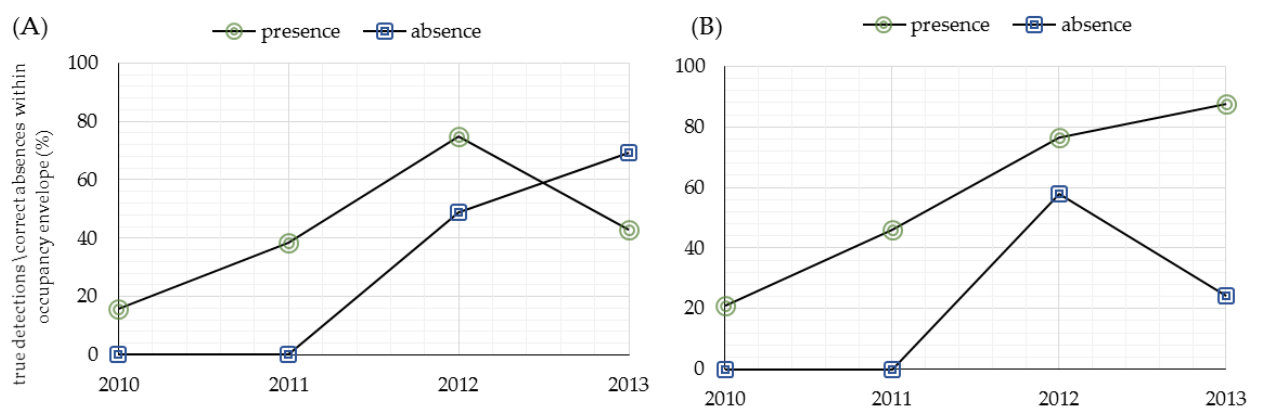 (A)
presence absence
true detections\correct absences within
occupancy envelope (%)
100
80
60
40
20
0
2010 2011 2012 2013
(B)
presence absence
100
80
60
40
20
0
2010 2011 2012 2013